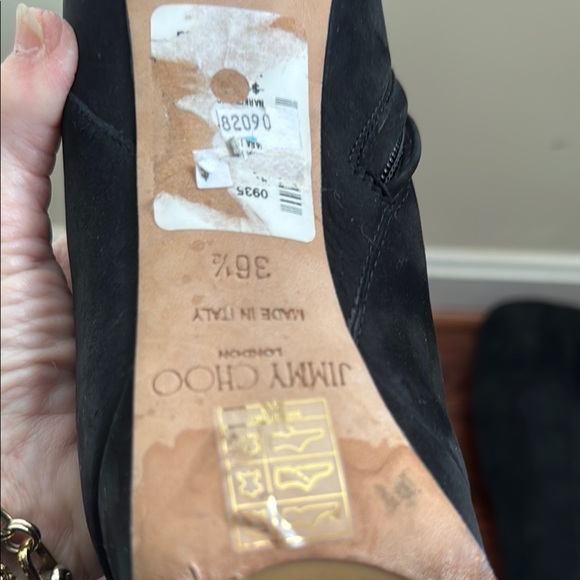 82090
0935
36½
MADE IN ITALY
LONDON
JIMMY CHOO